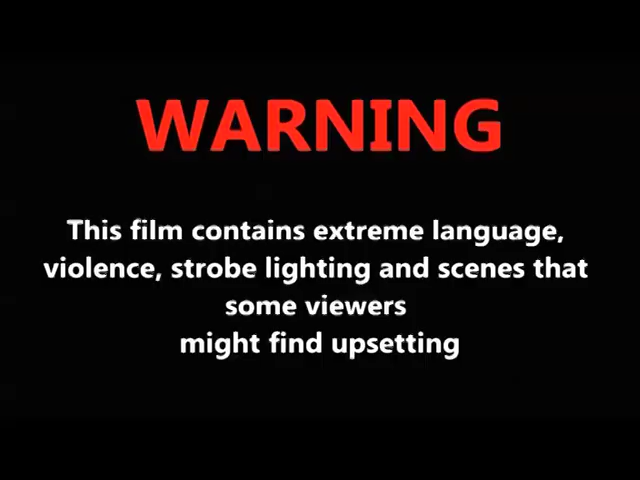 WARNING
This film contains extreme language,
violence, strobe lighting and scenes that
some viewers
might find upsetting